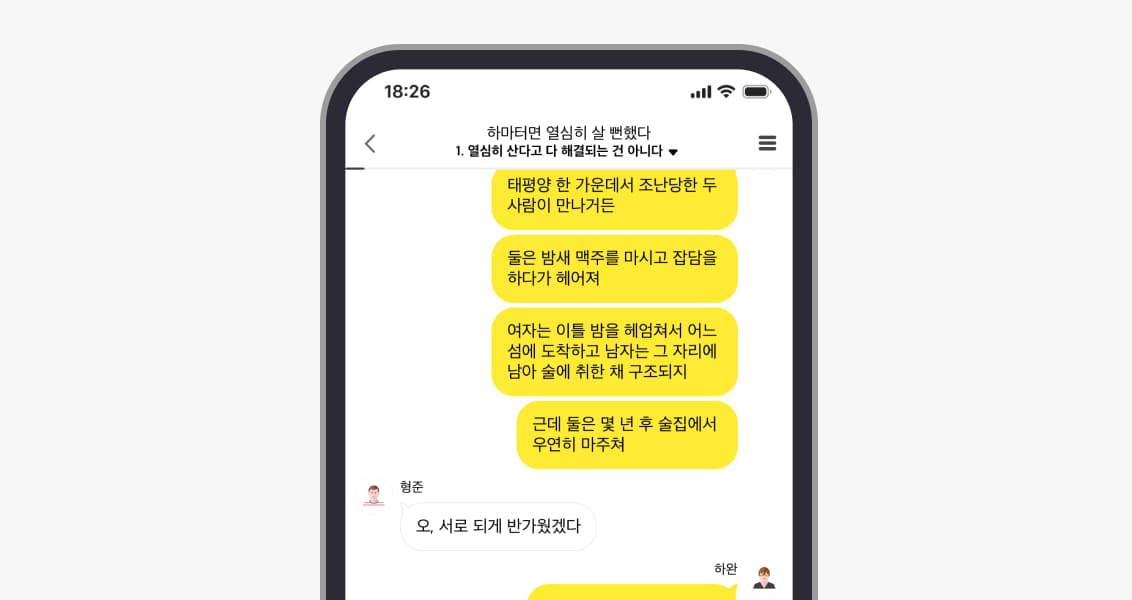 18:26
하마터면 열심히 살 뻔했다
1. 열심히 산다고 다 해결되는 건 아니다
태평양 한 가운데서 조난당한 두
사람이 만나거든
둘은 밤새 맥주를 마시고 잡담을
하다가 헤어져
여자는 이틀 밤을 헤엄쳐서 어느
섬에 도착하고 남자는 그 자리에
남아 술에 취한 채 구조되지
근데 둘은 몇 년 후 술집에서
우연히 마주쳐
형준
오, 서로 되게 반가웠겠다
하완